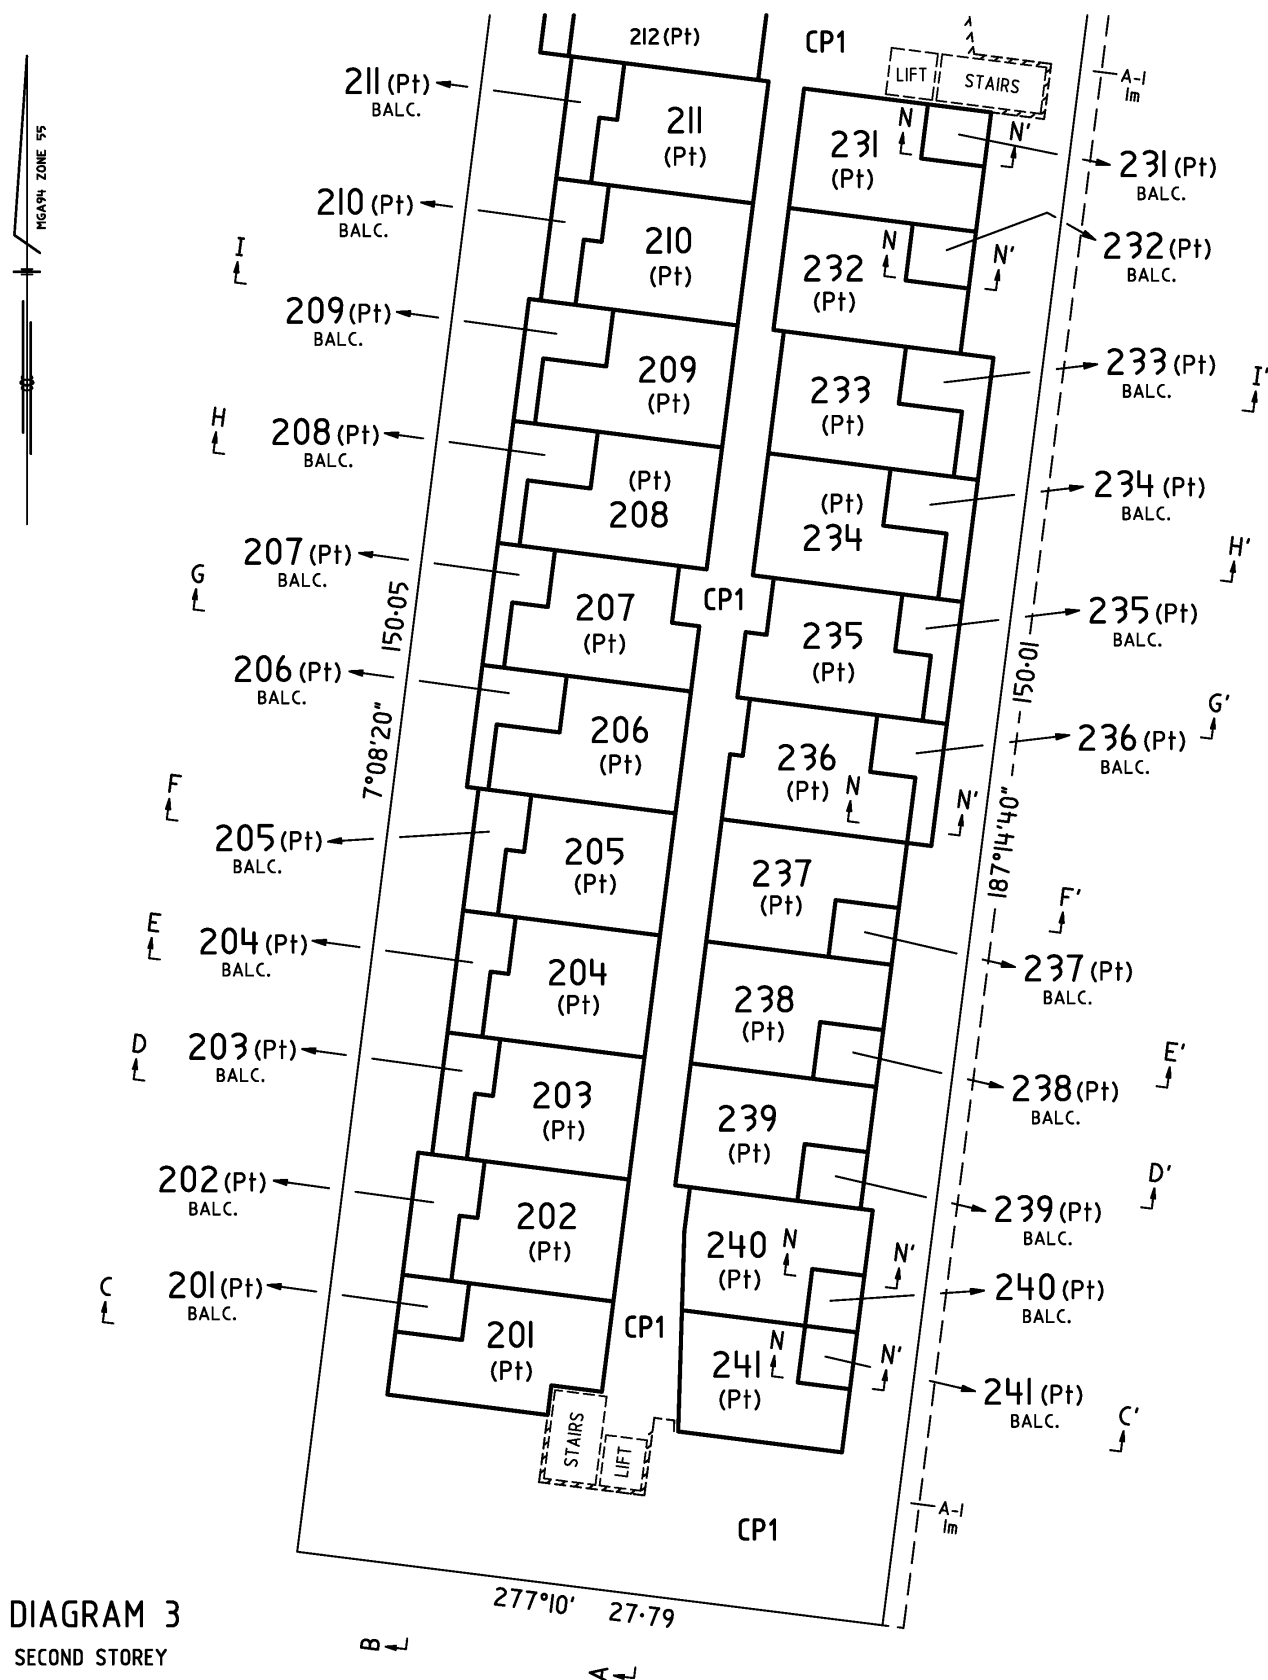 212 (Pt)
CP1
LIFT
STAIRS
A-1
1m
MGA94 ZONE 55
211 (Pt)
BALC.
211
(Pt)
231
(Pt)
N
N'
231 (Pt)
BALC.
210 (Pt)
BALC.
210
(Pt)
232
(Pt)
N
N'
232 (Pt)
BALC.
I
209 (Pt)
BALC.
209
(Pt)
233
(Pt)
233 (Pt)
BALC.
I'
H
208 (Pt)
BALC.
(Pt)
208
(Pt)
234
234 (Pt)
BALC.
H'
G
207 (Pt)
BALC.
207
(Pt)
CP1
235
(Pt)
235 (Pt)
BALC.
150·05
7°08'20"
150·01
187°14'40"
206 (Pt)
BALC.
206
(Pt)
236
(Pt)
N
N'
236 (Pt)
BALC.
G'
F
205 (Pt)
BALC.
205
(Pt)
237
(Pt)
237 (Pt)
BALC.
F'
E
204 (Pt)
BALC.
204
(Pt)
238
(Pt)
238 (Pt)
BALC.
E'
D
203 (Pt)
BALC.
203
(Pt)
239
(Pt)
239 (Pt)
BALC.
D'
202 (Pt)
BALC.
202
(Pt)
240
(Pt)
N
N'
240 (Pt)
BALC.
C
201 (Pt)
BALC.
201
(Pt)
CP1
241
(Pt)
N
N'
241 (Pt)
BALC.
C'
STAIRS
LIFT
A-1
1m
CP1
277°10' 27·79
DIAGRAM 3
SECOND STOREY
B
A